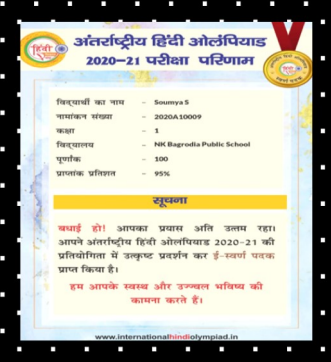 हिंदी
अंतर्राष्ट्रीय हिंदी ओलंपियाड
2020-21 परीक्षा परिणाम
विद्यार्थी का नाम - Soumya S
नामांकन संख्या - 2020A10009
कक्षा - 1
विद्यालय - NK Bagrodia Public School
पूर्णांक - 100
प्राप्तांक प्रतिशत - 95%
सूचना
बधाई हो! आपका प्रयास अति उत्तम रहा।
आपने अंतर्राष्ट्रीय हिंदी ओलंपियाड 2020-21 की
प्रतियोगिता में उत्कृष्ट प्रदर्शन कर ई-स्वर्ण पदक
प्राप्त किया है।
हम आपके स्वस्थ और उज्ज्वल भविष्य की
कामना करते हैं।
www.internationalhindiolympiad.in